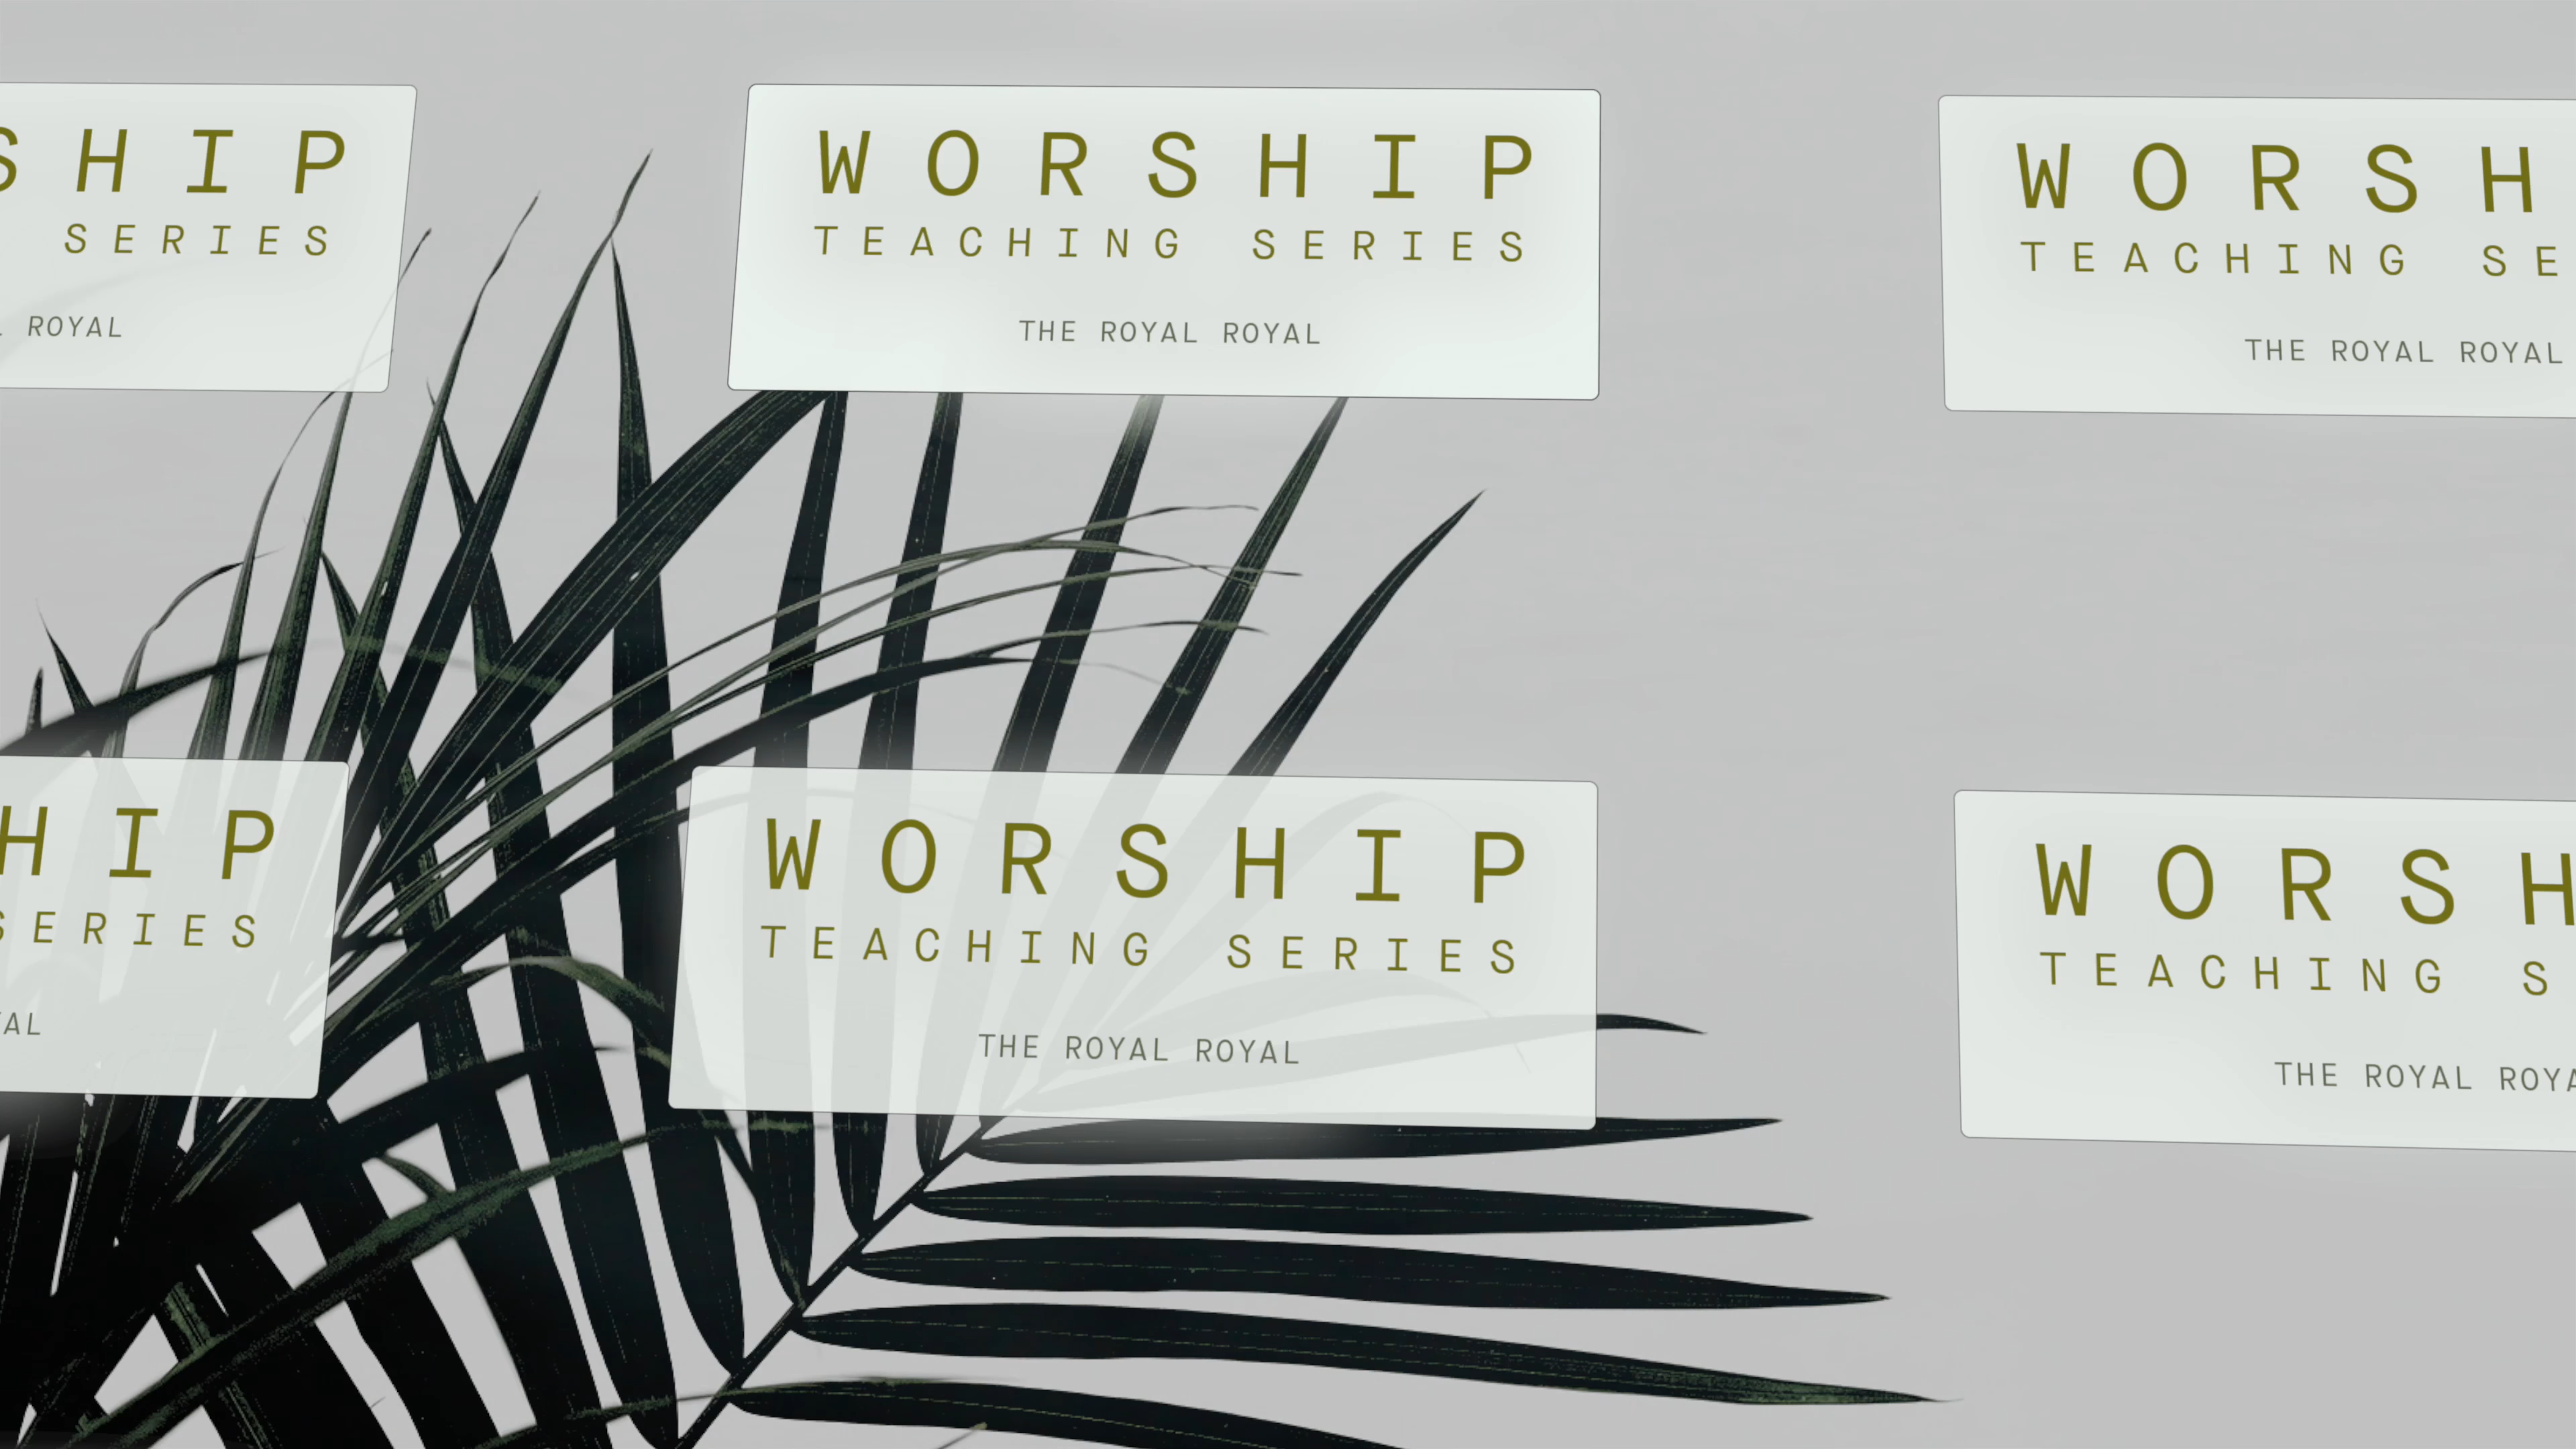 SHIP
SERIES
ROYAL
WORSHIP
TEACHING SERIES
THE ROYAL ROYAL
WORSH
TEACHING SE
THE ROYAL ROYAL
HIP
SERIES
YAL
WORSHIP
TEACHING SERIES
THE ROYAL ROYAL
WORSH
TEACHING S
THE ROYAL ROYA